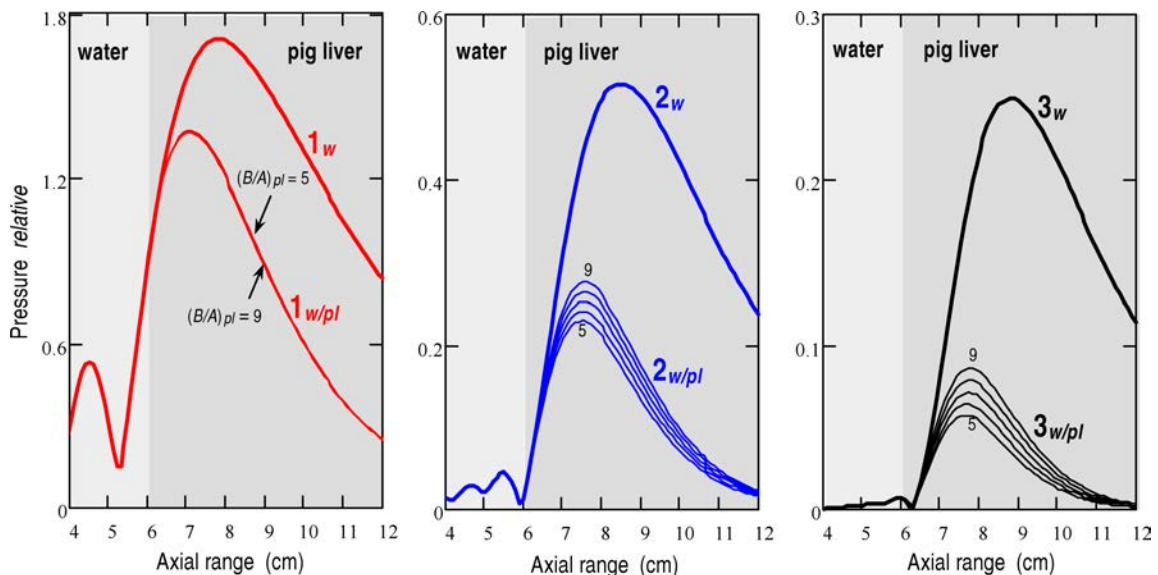 Pressure relative
1.8
1.2
0.6
0
water
pig liver
1w
(B/A)pl = 5
(B/A)pl = 9
1w/pl
4 5 6 7 8 9 10 11 12
Axial range (cm)
0.6
0.4
0.2
0
water
pig liver
2w
9
5
2w/pl
4 5 6 7 8 9 10 11 12
Axial range (cm)
0.3
0.2
0.1
0
water
pig liver
3w
9
5
3w/pl
4 5 6 7 8 9 10 11 12
Axial range (cm)